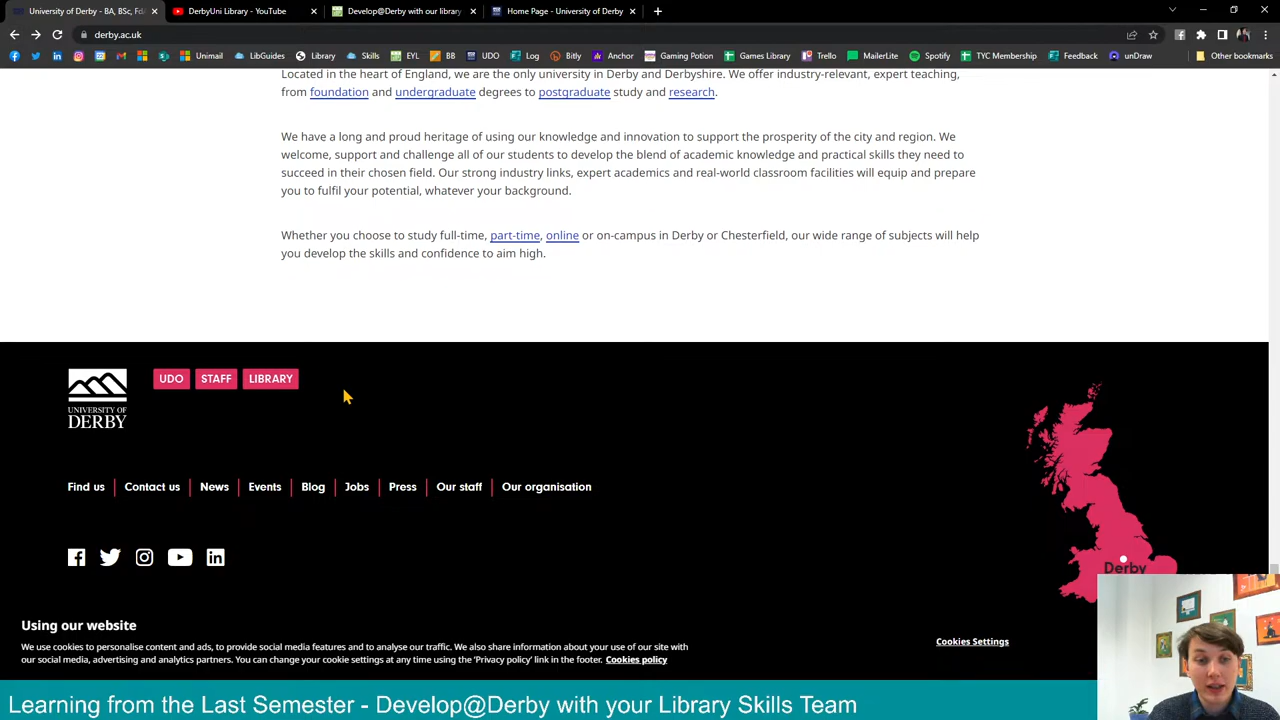 University of Derby - BA, BSc, Fd
DerbyUni Library - YouTube
Develop@Derby with our library
Home Page - University of Derby
derby.ac.uk
Unimail
LibGuides
Library
Skills
EYL
BB
UDO
Log
Bitly
Anchor
Gaming Potion
Games Library
Trello
MailerLite
Spotify
TYC Membership
Feedback
unDraw
Other bookmarks
Located in the heart of England, we are the only university in Derby and Derbyshire. We offer industry-relevant, expert teaching,
from foundation and undergraduate degrees to postgraduate study and research.
We have a long and proud heritage of using our knowledge and innovation to support the prosperity of the city and region. We
welcome, support and challenge all of our students to develop the blend of academic knowledge and practical skills they need to
succeed in their chosen field. Our strong industry links, expert academics and real-world classroom facilities will equip and prepare
you to fulfil your potential, whatever your background.
Whether you choose to study full-time, part-time, online or on-campus in Derby or Chesterfield, our wide range of subjects will help
you develop the skills and confidence to aim high.
UNIVERSITY OF
DERBY
UDO
STAFF
LIBRARY
Find us
Contact us
News
Events
Blog
Jobs
Press
Our staff
Our organisation
Derby
Using our website
We use cookies to personalise content and ads, to provide social media features and to analyse our traffic. We also share information about your use of our site with
our social media, advertising and analytics partners. You can change your cookie settings at any time using the 'Privacy policy' link in the footer. Cookies policy
Cookies Settings
Learning from the Last Semester - Develop@Derby with your Library Skills Team